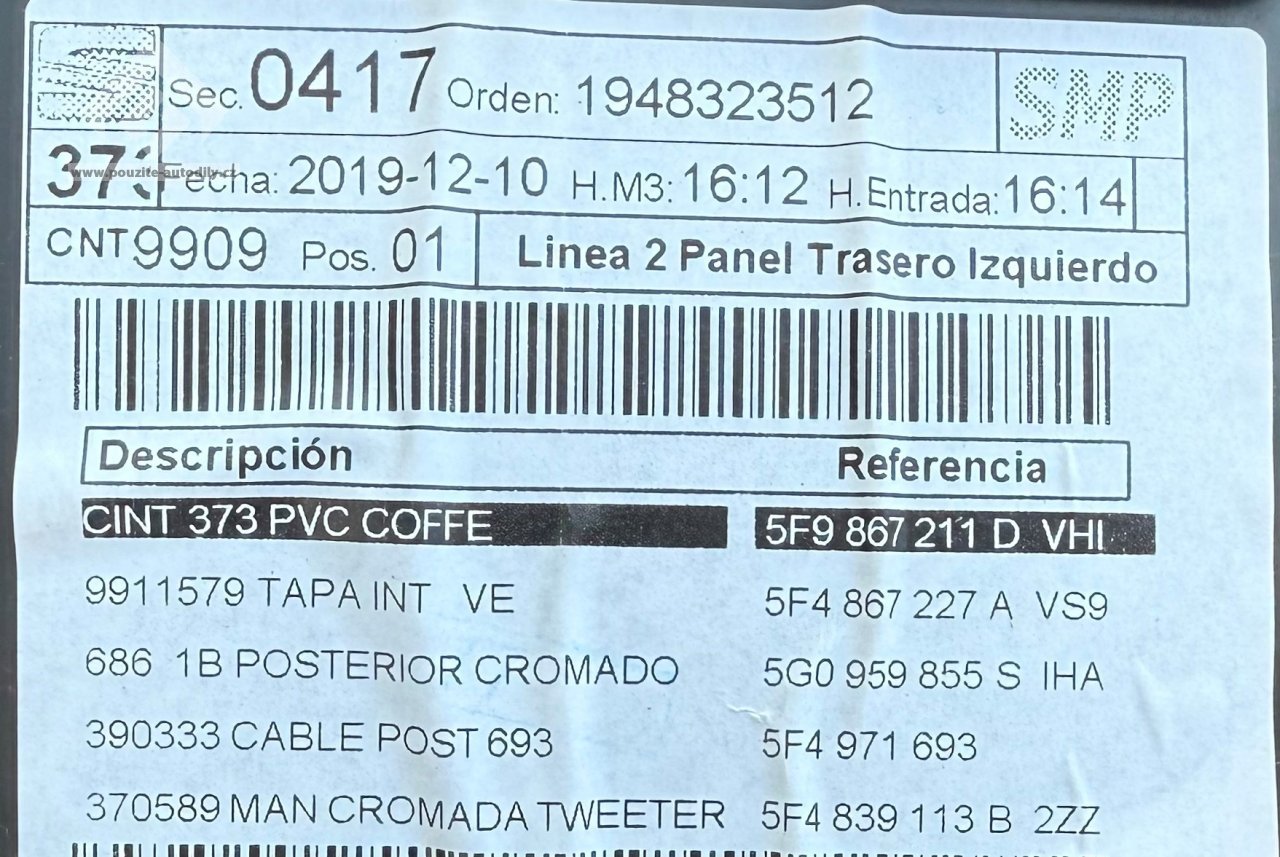 Sec. 0417 Orden: 1948323512 SMP
373 Fecha: 2019-12-10 H.M3: 16:12 H.Entrada: 16:14
www.pouzite-autodily.cz
CNT 9909 Pos. 01 Linea 2 Panel Trasero Izquierdo
Descripción Referencia
CINT 373 PVC COFFE 5F9 867 211 D VHI
9911579 TAPA INT VE 5F4 867 227 A VS9
686 1B POSTERIOR CROMADO 5G0 959 855 S IHA
390333 CABLE POST 693 5F4 971 693
370589 MAN CROMADA TWEETER 5F4 839 113 B 2ZZ